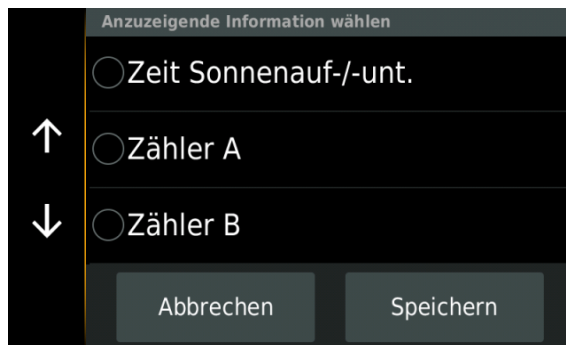 Anzuzeigende Information wählen
Zeit Sonnenauf-/-unt.
Zähler A
Zähler B
Abbrechen
Speichern